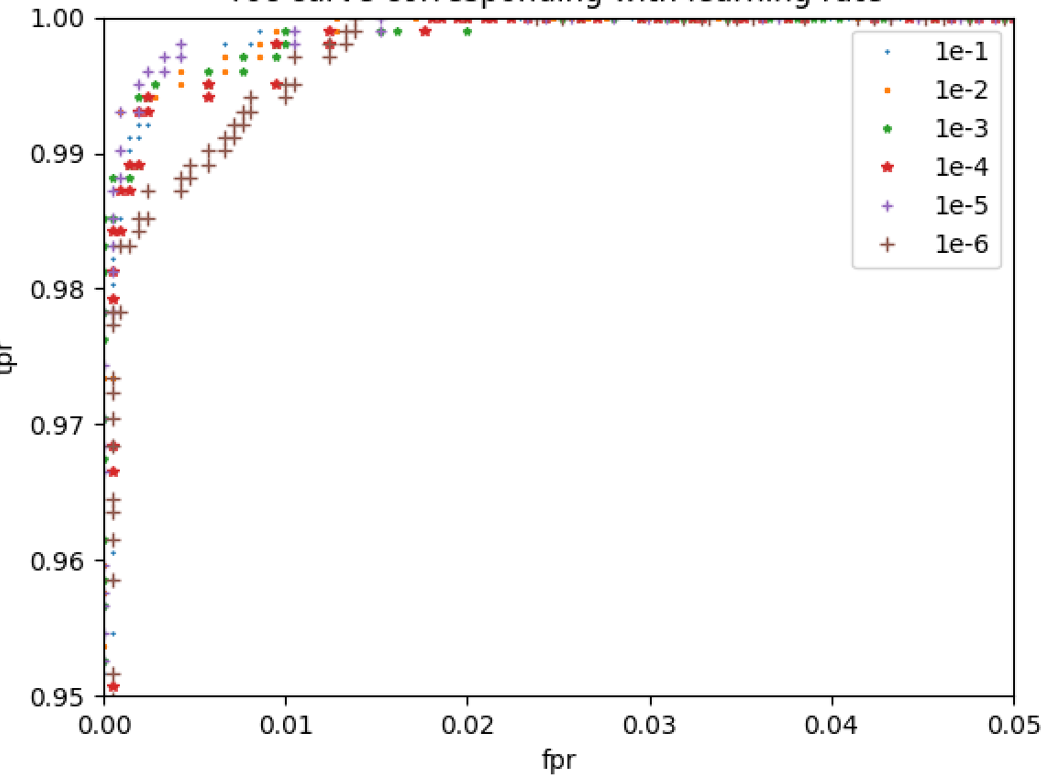 roc curve corresponding with learning rate
1.00
0.99
0.98
0.97
0.96
0.95
tpr
0.00 0.01 0.02 0.03 0.04 0.05
fpr
1e-1
1e-2
1e-3
1e-4
1e-5
1e-6